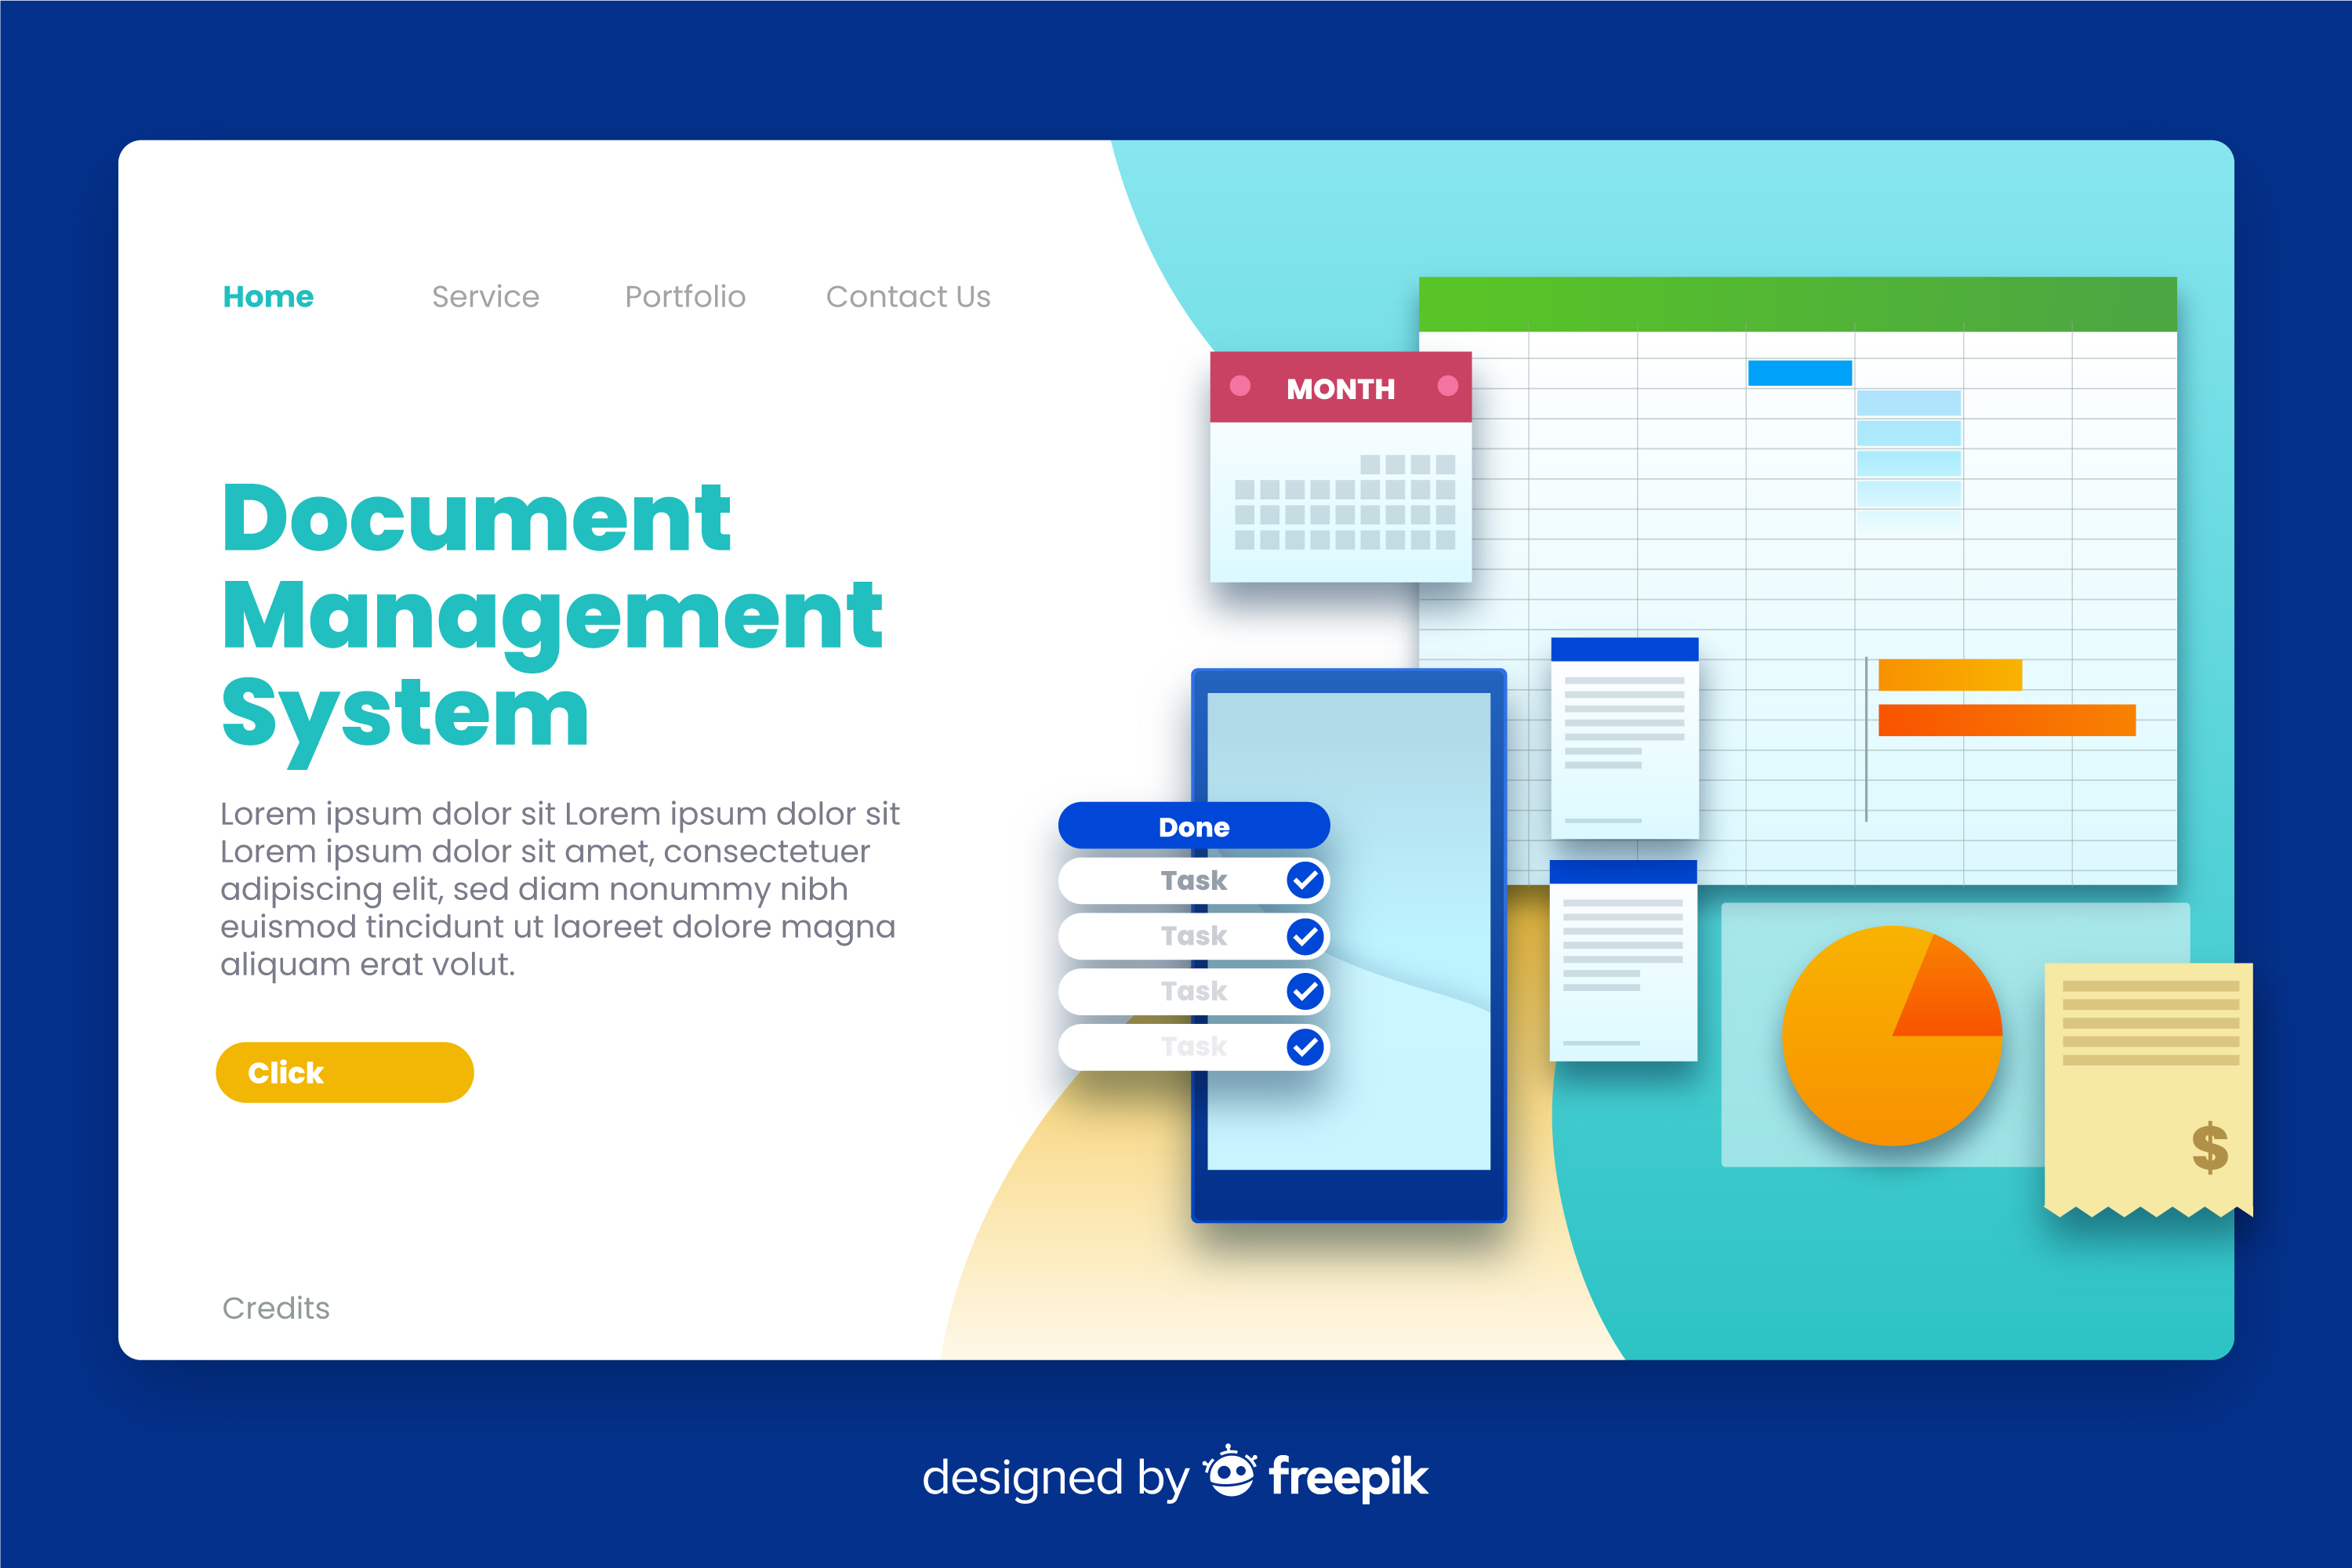 Home Service Portfolio Contact Us
MONTH
Document
Management
System
Lorem ipsum dolor sit Lorem ipsum dolor sit
Lorem ipsum dolor sit amet, consectetuer
adipiscing elit, sed diam nonummy nibh
euismod tincidunt ut laoreet dolore magna
aliquam erat volut.
Click
Credits
Done
Task
Task
Task
Task
$
designed by freepik